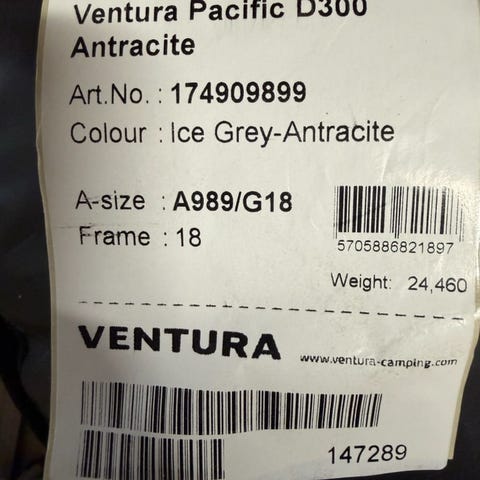 Ventura Pacific D300
Antracite
Art.No. : 174909899
Colour : Ice Grey-Antracite
A-size : A989/G18
Frame : 18
5705886821897
Weight: 24,460
VENTURA
www.ventura-camping.com
147289